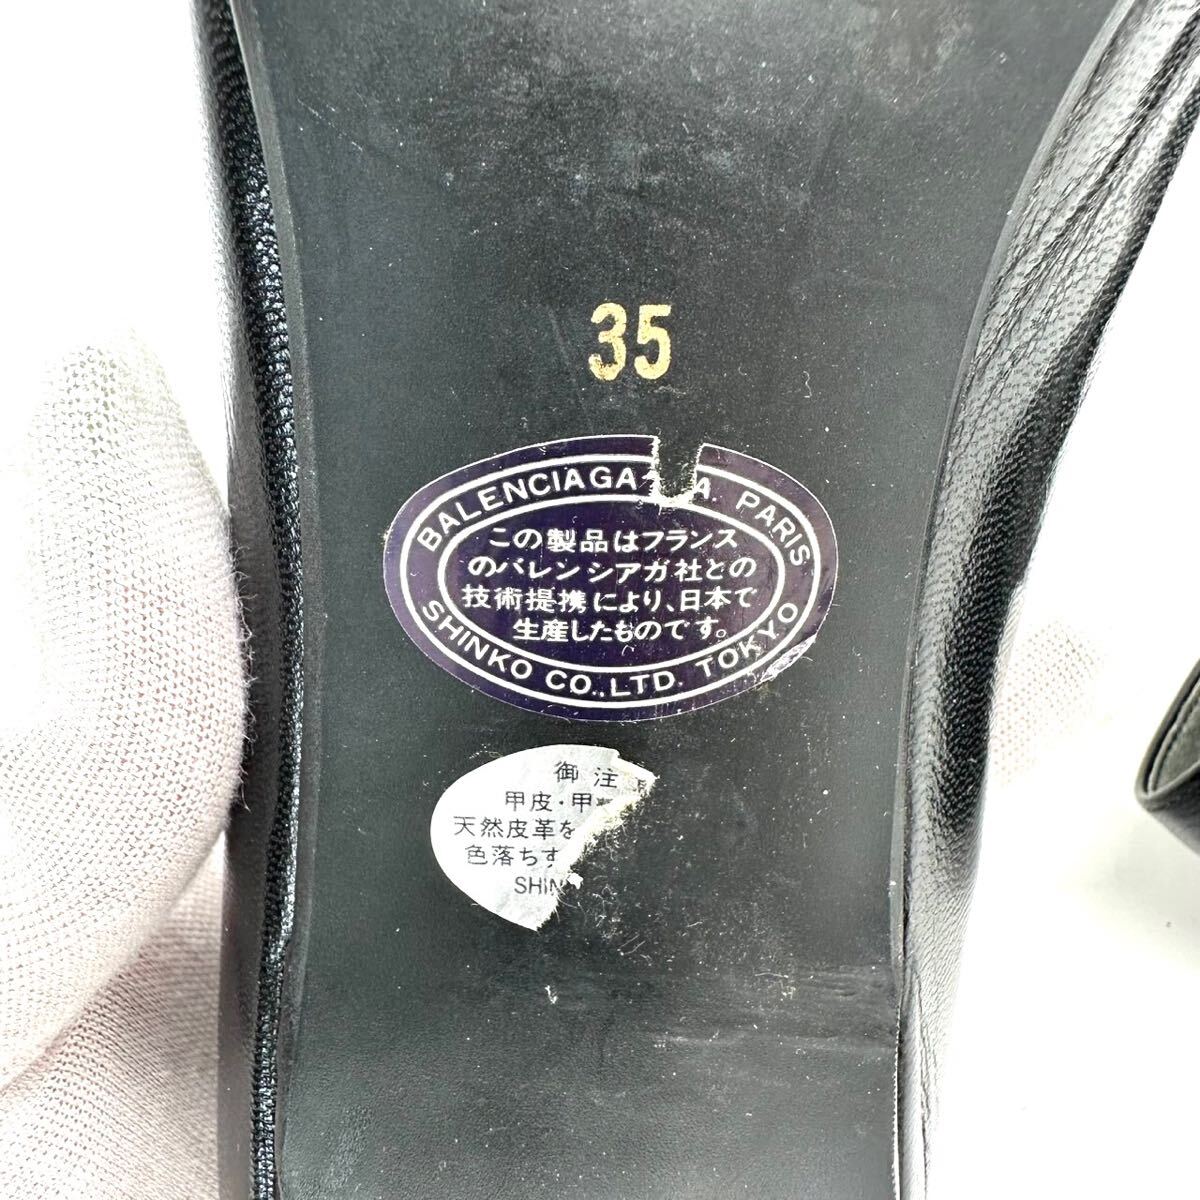 35
BALENCIAGA A. PARIS
この製品はフランス
のバレンシアガ社との
技術提携により、日本で
生産したものです。
SHINKO CO.,LTD. TOKYO
御注
甲皮・甲
天然皮革を
色落ちす
SHIN